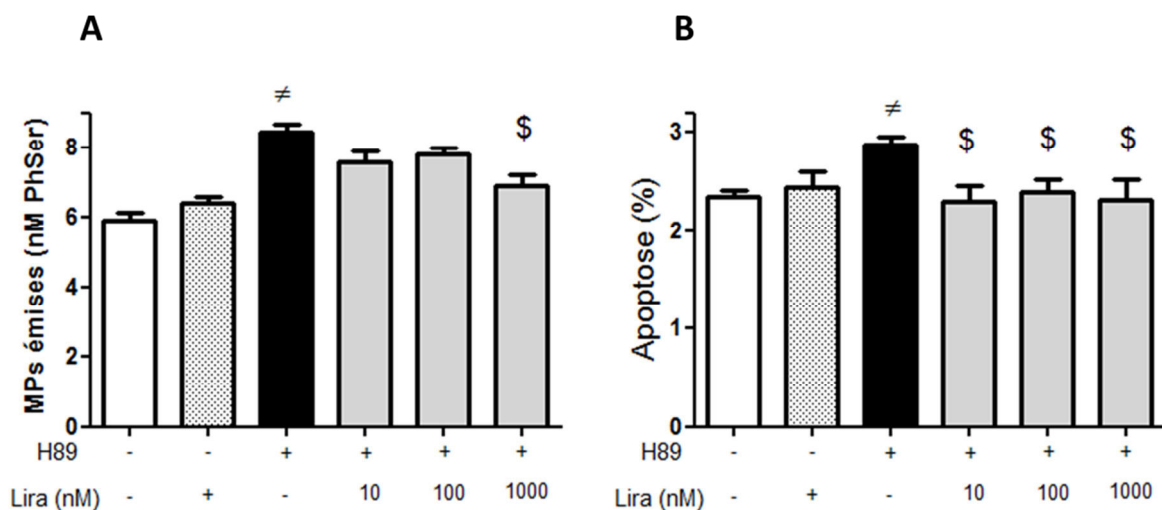 A
MPs émises (nM PhSer)
8
6
4
2
0
≠
$
H89 - - + + + +
Lira (nM) - + - 10 100 1000
B
Apoptose (%)
3
2
1
0
≠
$ $ $
H89 - - + + + +
Lira (nM) - + - 10 100 1000